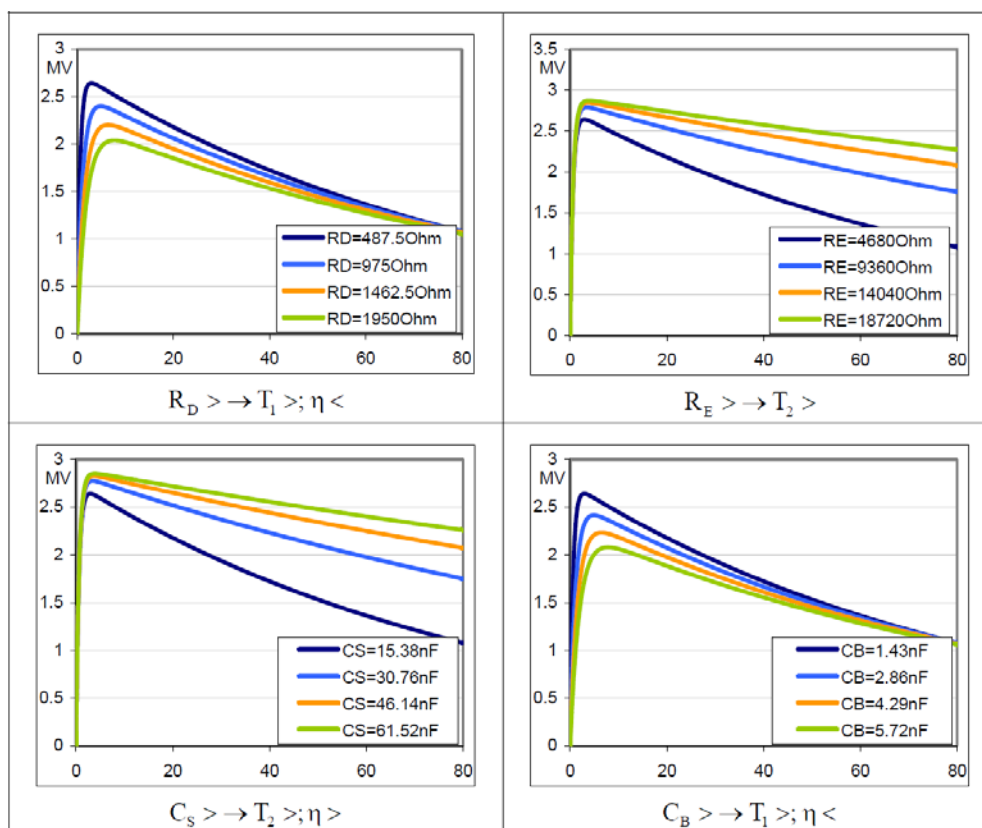 3
MV
2.5
2
1.5
1
0.5
0
0 20 40 60 80
RD=487.5Ohm
RD=975Ohm
RD=1462.5Ohm
RD=1950Ohm
R_D > → T_1 >; η <
3.5
MV
3
2.5
2
1.5
1
0.5
0
0 20 40 60 80
RE=4680Ohm
RE=9360Ohm
RE=14040Ohm
RE=18720Ohm
R_E > → T_2 >
3
MV
2.5
2
1.5
1
0.5
0
0 20 40 60 80
CS=15.38nF
CS=30.76nF
CS=46.14nF
CS=61.52nF
C_S > → T_2 >; η >
3
MV
2.5
2
1.5
1
0.5
0
0 20 40 60 80
CB=1.43nF
CB=2.86nF
CB=4.29nF
CB=5.72nF
C_B > → T_1 >; η <